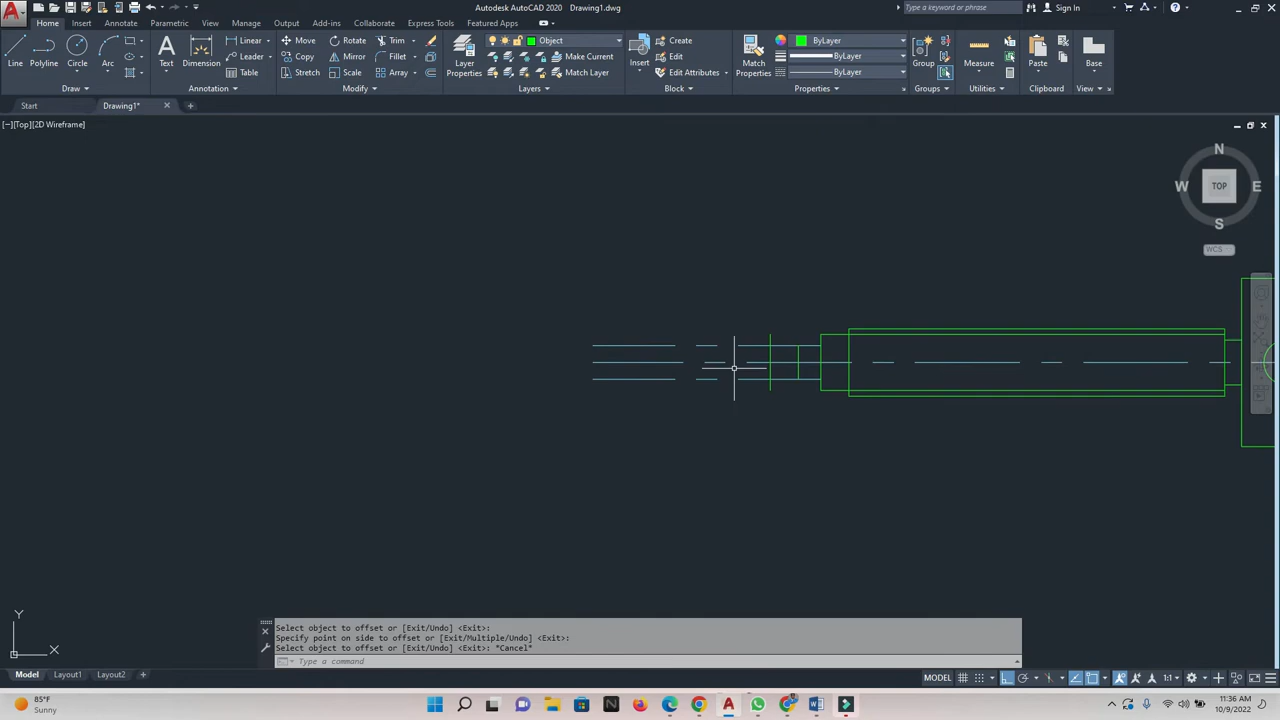 Autodesk AutoCAD 2020 Drawing1.dwg
Type a keyword or phrase
Sign In
Home Insert Annotate Parametric View Manage Output Add-ins Collaborate Express Tools Featured Apps
Line Polyline Circle Arc
Text Dimension
Linear
Leader
Table
Move Rotate Trim
Copy Mirror Fillet
Stretch Scale Array
Layer
Properties
Object
Make Current
Match Layer
Insert
Create
Edit
Edit Attributes
Match
Properties
ByLayer
ByLayer
ByLayer
Group
Measure
Paste
Base
Draw Modify Annotation Layers Block Properties Groups Utilities Clipboard View
Start Drawing1*
[−][Top][2D Wireframe]
N
W TOP E
S
WCS
Y
X
Select object to offset or [Exit/Undo] <Exit>:
Specify point on side to offset or [Exit/Multiple/Undo] <Exit>:
Select object to offset or [Exit/Undo] <Exit>: *Cancel*
Type a command
Model Layout1 Layout2
MODEL
1:1
85°F
Sunny
11:36 AM
10/9/2022